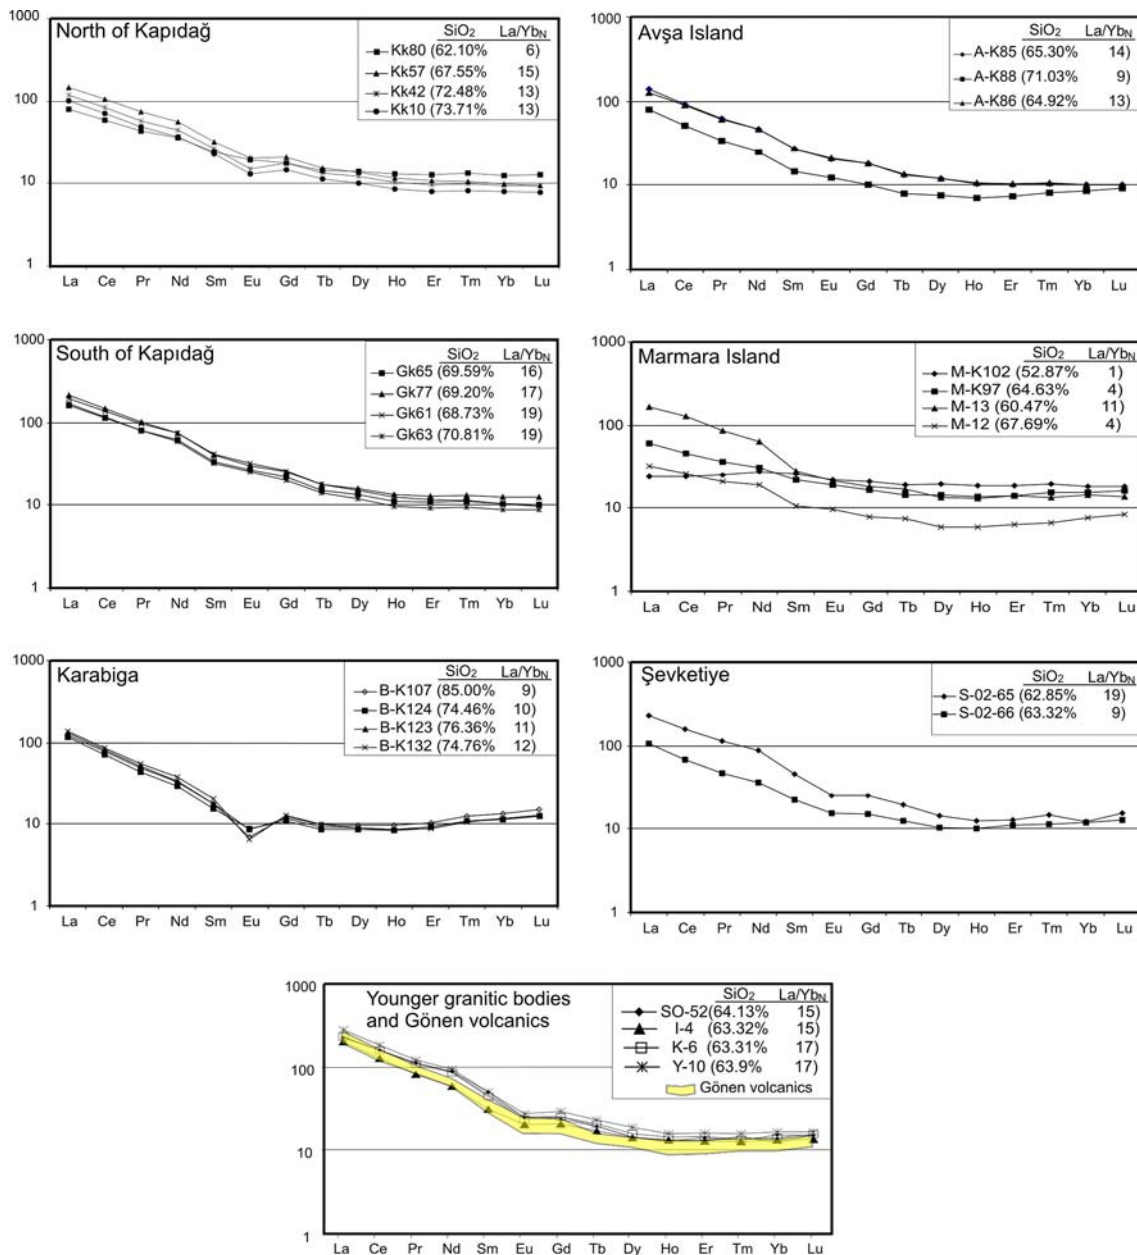 North of Kapıdağ
SiO2 La/YbN
Kk80 (62.10% 6)
Kk57 (67.55% 15)
Kk42 (72.48% 13)
Kk10 (73.71% 13)
1000
100
10
1
La Ce Pr Nd Sm Eu Gd Tb Dy Ho Er Tm Yb Lu
Avşa Island
SiO2 La/YbN
A-K85 (65.30% 14)
A-K88 (71.03% 9)
A-K86 (64.92% 13)
1000
100
10
1
La Ce Pr Nd Sm Eu Gd Tb Dy Ho Er Tm Yb Lu
South of Kapıdağ
SiO2 La/YbN
Gk65 (69.59% 16)
Gk77 (69.20% 17)
Gk61 (68.73% 19)
Gk63 (70.81% 19)
1000
100
10
1
La Ce Pr Nd Sm Eu Gd Tb Dy Ho Er Tm Yb Lu
Marmara Island
SiO2 La/YbN
M-K102 (52.87% 1)
M-K97 (64.63% 4)
M-13 (60.47% 11)
M-12 (67.69% 4)
1000
100
10
1
La Ce Pr Nd Sm Eu Gd Tb Dy Ho Er Tm Yb Lu
Karabiga
SiO2 La/YbN
B-K107 (85.00% 9)
B-K124 (74.46% 10)
B-K123 (76.36% 11)
B-K132 (74.76% 12)
1000
100
10
1
La Ce Pr Nd Sm Eu Gd Tb Dy Ho Er Tm Yb Lu
Şevketiye
SiO2 La/YbN
S-02-65 (62.85% 19)
S-02-66 (63.32% 9)
1000
100
10
1
La Ce Pr Nd Sm Eu Gd Tb Dy Ho Er Tm Yb Lu
Younger granitic bodies
and Gönen volcanics
SiO2 La/YbN
SO-52(64.13% 15)
I-4 (63.32% 15)
K-6 (63.31% 17)
Y-10 (63.9% 17)
Gönen volcanics
1000
100
10
1
La Ce Pr Nd Sm Eu Gd Tb Dy Ho Er Tm Yb Lu